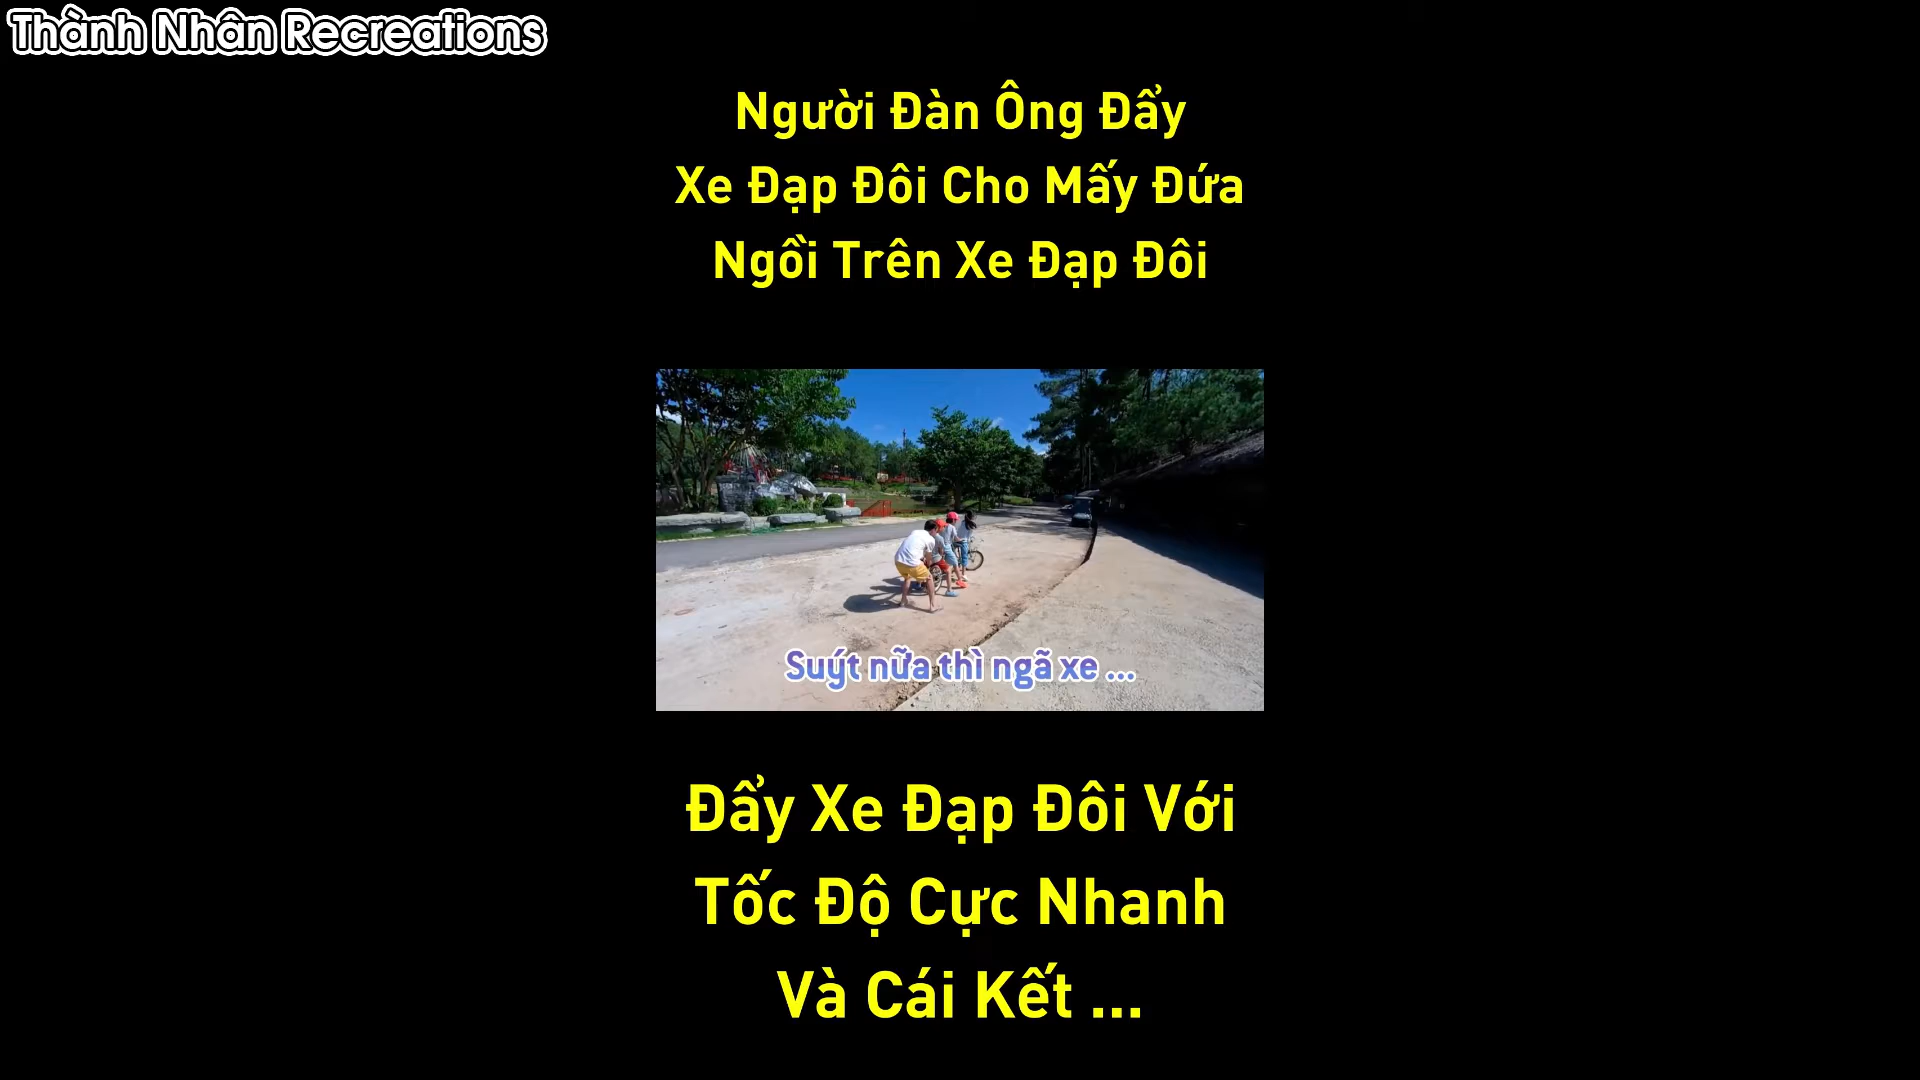 Thành Nhân Recreations
Người Đàn Ông Đẩy
Xe Đạp Đôi Cho Mấy Đứa
Ngồi Trên Xe Đạp Đôi
Suýt nữa thì ngã xe ...
Đẩy Xe Đạp Đôi Với
Tốc Độ Cực Nhanh
Và Cái Kết ...